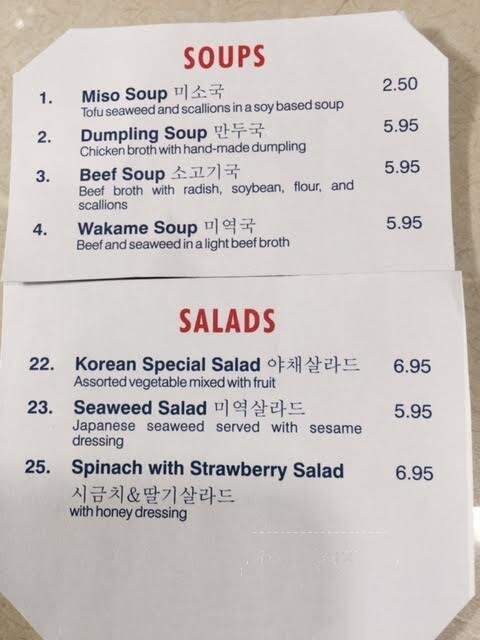 SOUPS
1. Miso Soup 미소국 2.50
Tofu seaweed and scallions in a soy based soup
2. Dumpling Soup 만두국 5.95
Chicken broth with hand-made dumpling
3. Beef Soup 소고기국 5.95
Beef broth with radish, soybean, flour, and
scallions
4. Wakame Soup 미역국 5.95
Beef and seaweed in a light beef broth
SALADS
22. Korean Special Salad 야채살라드 6.95
Assorted vegetable mixed with fruit
23. Seaweed Salad 미역살라드 5.95
Japanese seaweed served with sesame
dressing
25. Spinach with Strawberry Salad 6.95
시금치&딸기살라드
with honey dressing